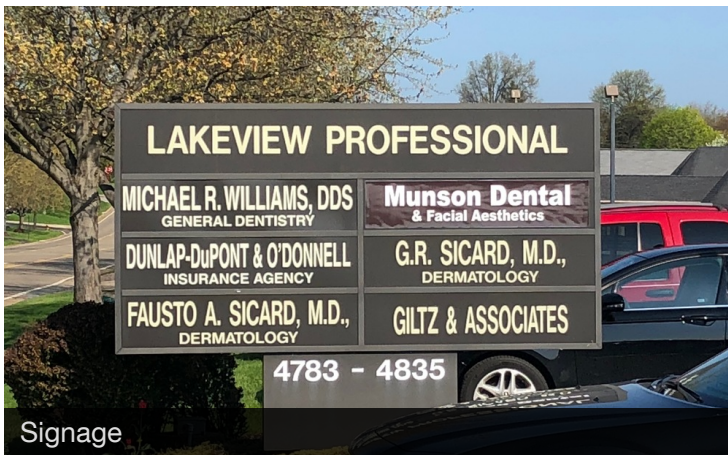 LAKEVIEW PROFESSIONAL
MICHAEL R. WILLIAMS, DDS
GENERAL DENTISTRY
Munson Dental
& Facial Aesthetics
DUNLAP-DuPONT & O'DONNELL
INSURANCE AGENCY
G.R. SICARD, M.D.,
DERMATOLOGY
FAUSTO A. SICARD, M.D.,
DERMATOLOGY
GILTZ & ASSOCIATES
4783 - 4835
Signage